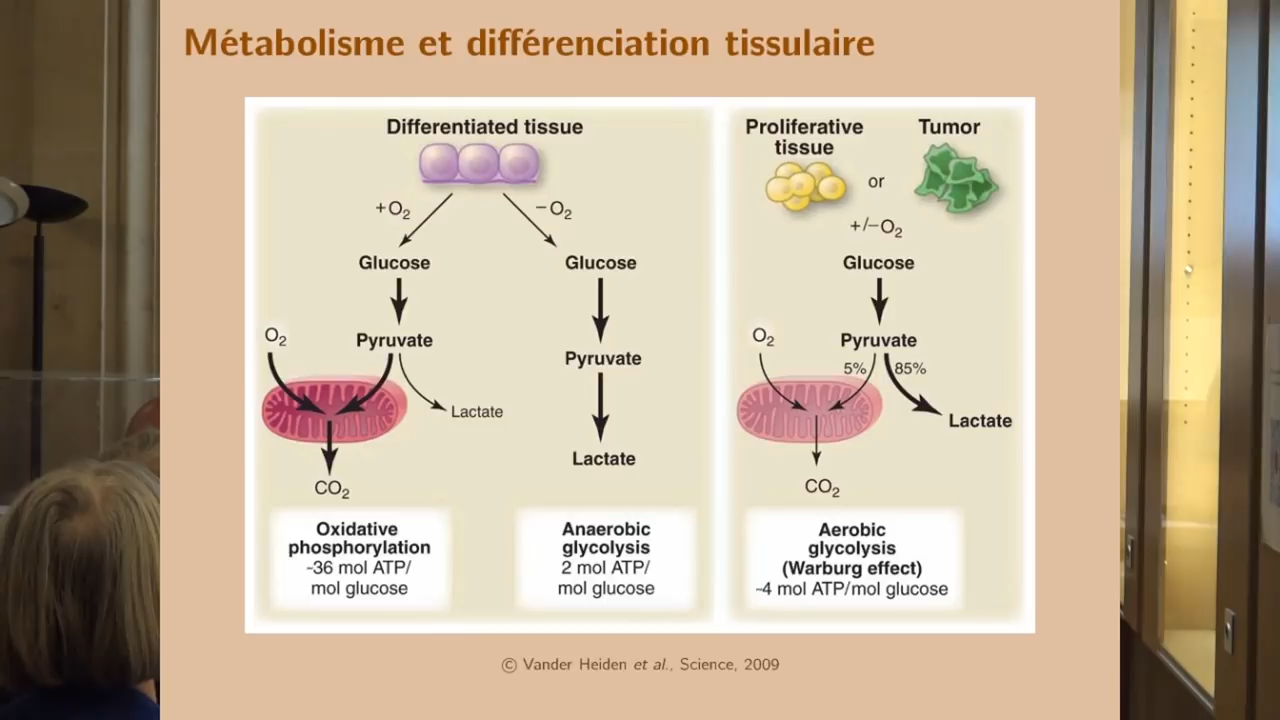 Métabolisme et différenciation tissulaire
Differentiated tissue
+O₂
−O₂
Glucose
Glucose
O₂
Pyruvate
Pyruvate
Lactate
Lactate
CO₂
Oxidative
phosphorylation
~36 mol ATP/
mol glucose
Anaerobic
glycolysis
2 mol ATP/
mol glucose
Proliferative
tissue
or
Tumor
+/−O₂
Glucose
O₂
Pyruvate
5%
85%
Lactate
CO₂
Aerobic
glycolysis
(Warburg effect)
~4 mol ATP/mol glucose
© Vander Heiden et al., Science, 2009